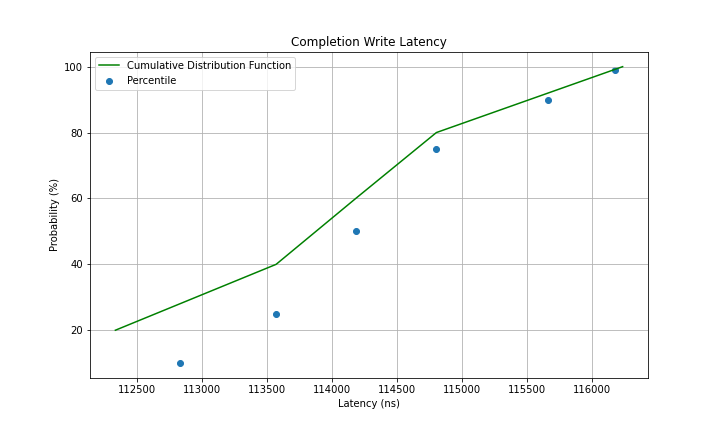 Completion Write Latency
Cumulative Distribution Function
Percentile
Probability (%)
100
80
60
40
20
112500 113000 113500 114000 114500 115000 115500 116000
Latency (ns)